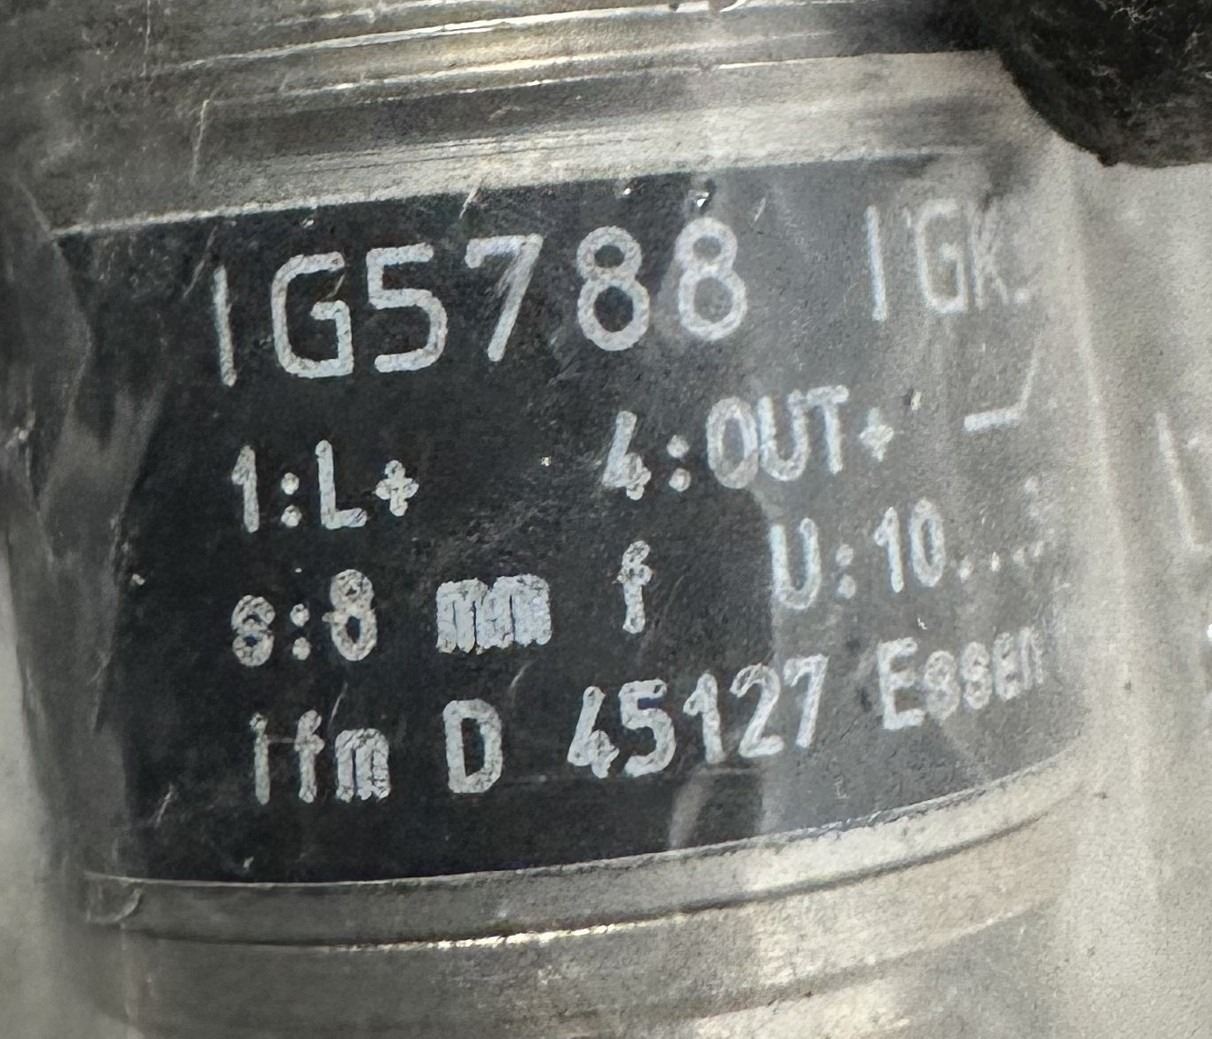 IG5788 IGK
1:L+ 4:OUT+
s:8 mm f U:10...
ifm D 45127 Essen